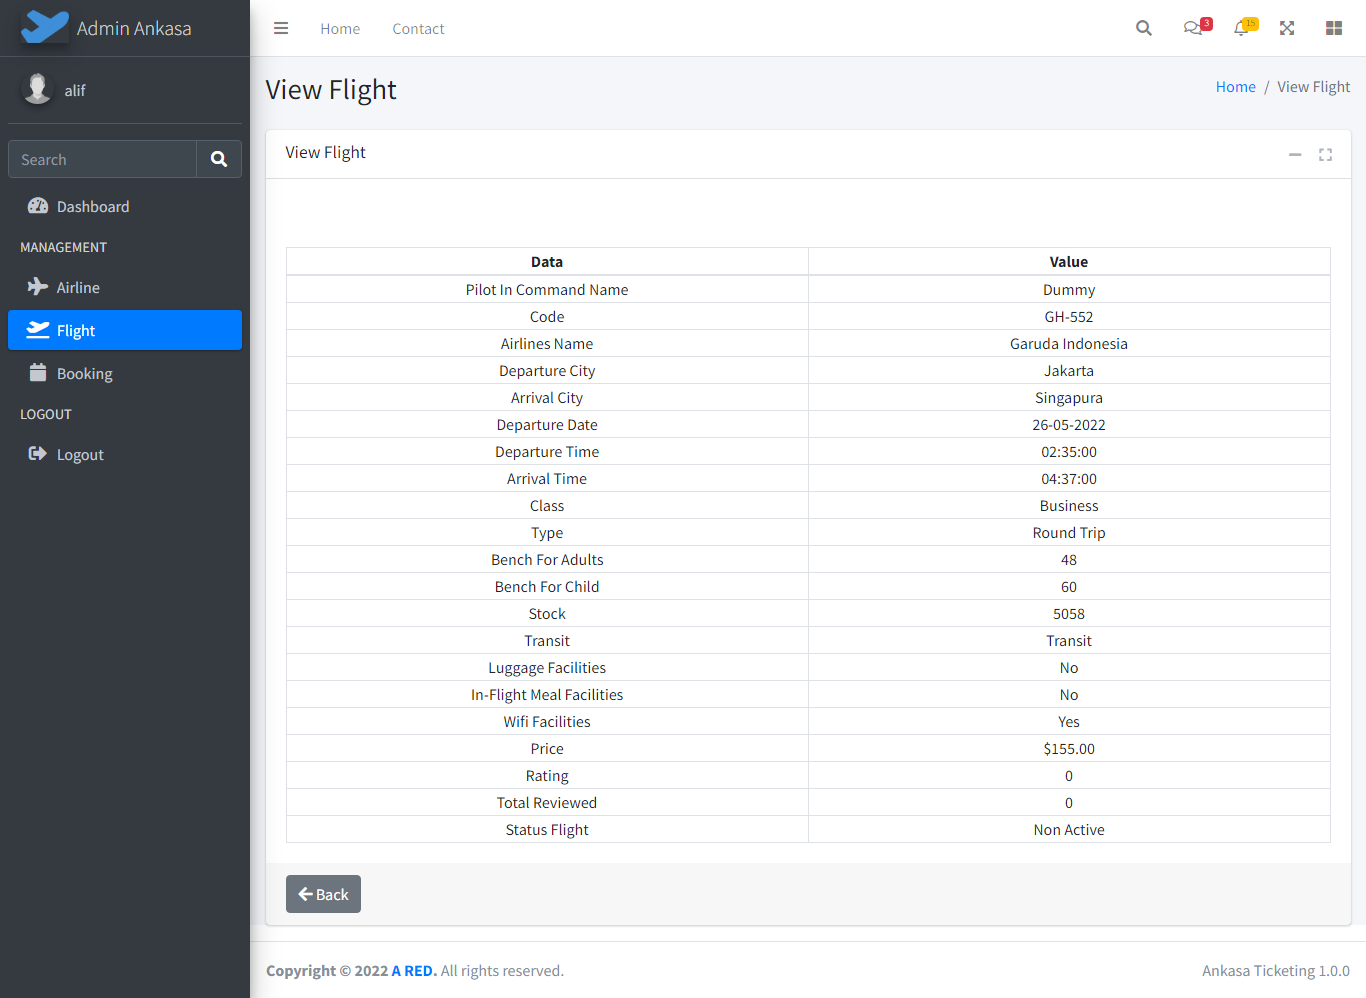 Admin Ankasa
alif
Search
Dashboard
MANAGEMENT
Airline
Flight
Booking
LOGOUT
Logout
Home Contact
3
15
View Flight
Home / View Flight
View Flight
Data Value
Pilot In Command Name Dummy
Code GH-552
Airlines Name Garuda Indonesia
Departure City Jakarta
Arrival City Singapura
Departure Date 26-05-2022
Departure Time 02:35:00
Arrival Time 04:37:00
Class Business
Type Round Trip
Bench For Adults 48
Bench For Child 60
Stock 5058
Transit Transit
Luggage Facilities No
In-Flight Meal Facilities No
Wifi Facilities Yes
Price $155.00
Rating 0
Total Reviewed 0
Status Flight Non Active
Back
Copyright © 2022 A RED. All rights reserved.
Ankasa Ticketing 1.0.0